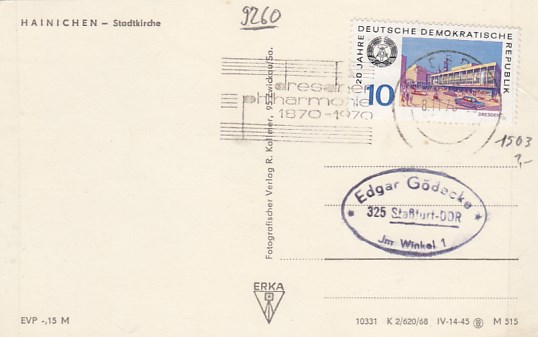 HAINICHEN – Stadtkirche
9260
20 JAHRE DEUTSCHE DEMOKRATISCHE REPUBLIK
10
DRESDEN
dresdner
philharmonie
1870-1970
1503
Fotografischer Verlag R. Kallmer, 95 Zwickau/Sa.
Edgar Gödecke
325 Staßfurt-DDR
Jm Winkel 1
ERKA
EVP -,15 M
10331 K 2/620/68 IV-14-45 M 515